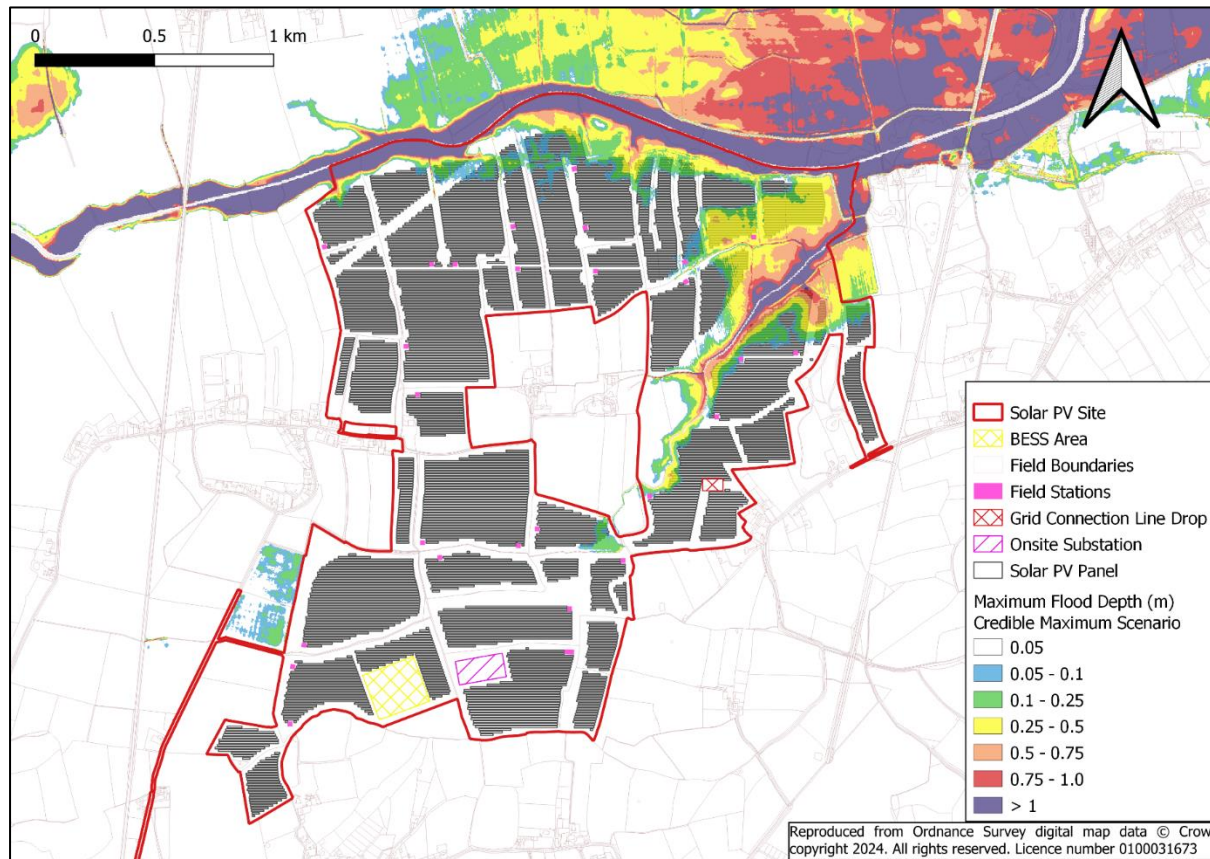 0 0.5 1 km
Solar PV Site
BESS Area
Field Boundaries
Field Stations
Grid Connection Line Drop
Onsite Substation
Solar PV Panel
Maximum Flood Depth (m)
Credible Maximum Scenario
0.05
0.05 - 0.1
0.1 - 0.25
0.25 - 0.5
0.5 - 0.75
0.75 - 1.0
> 1
Reproduced from Ordnance Survey digital map data © Crow
copyright 2024. All rights reserved. Licence number 0100031673